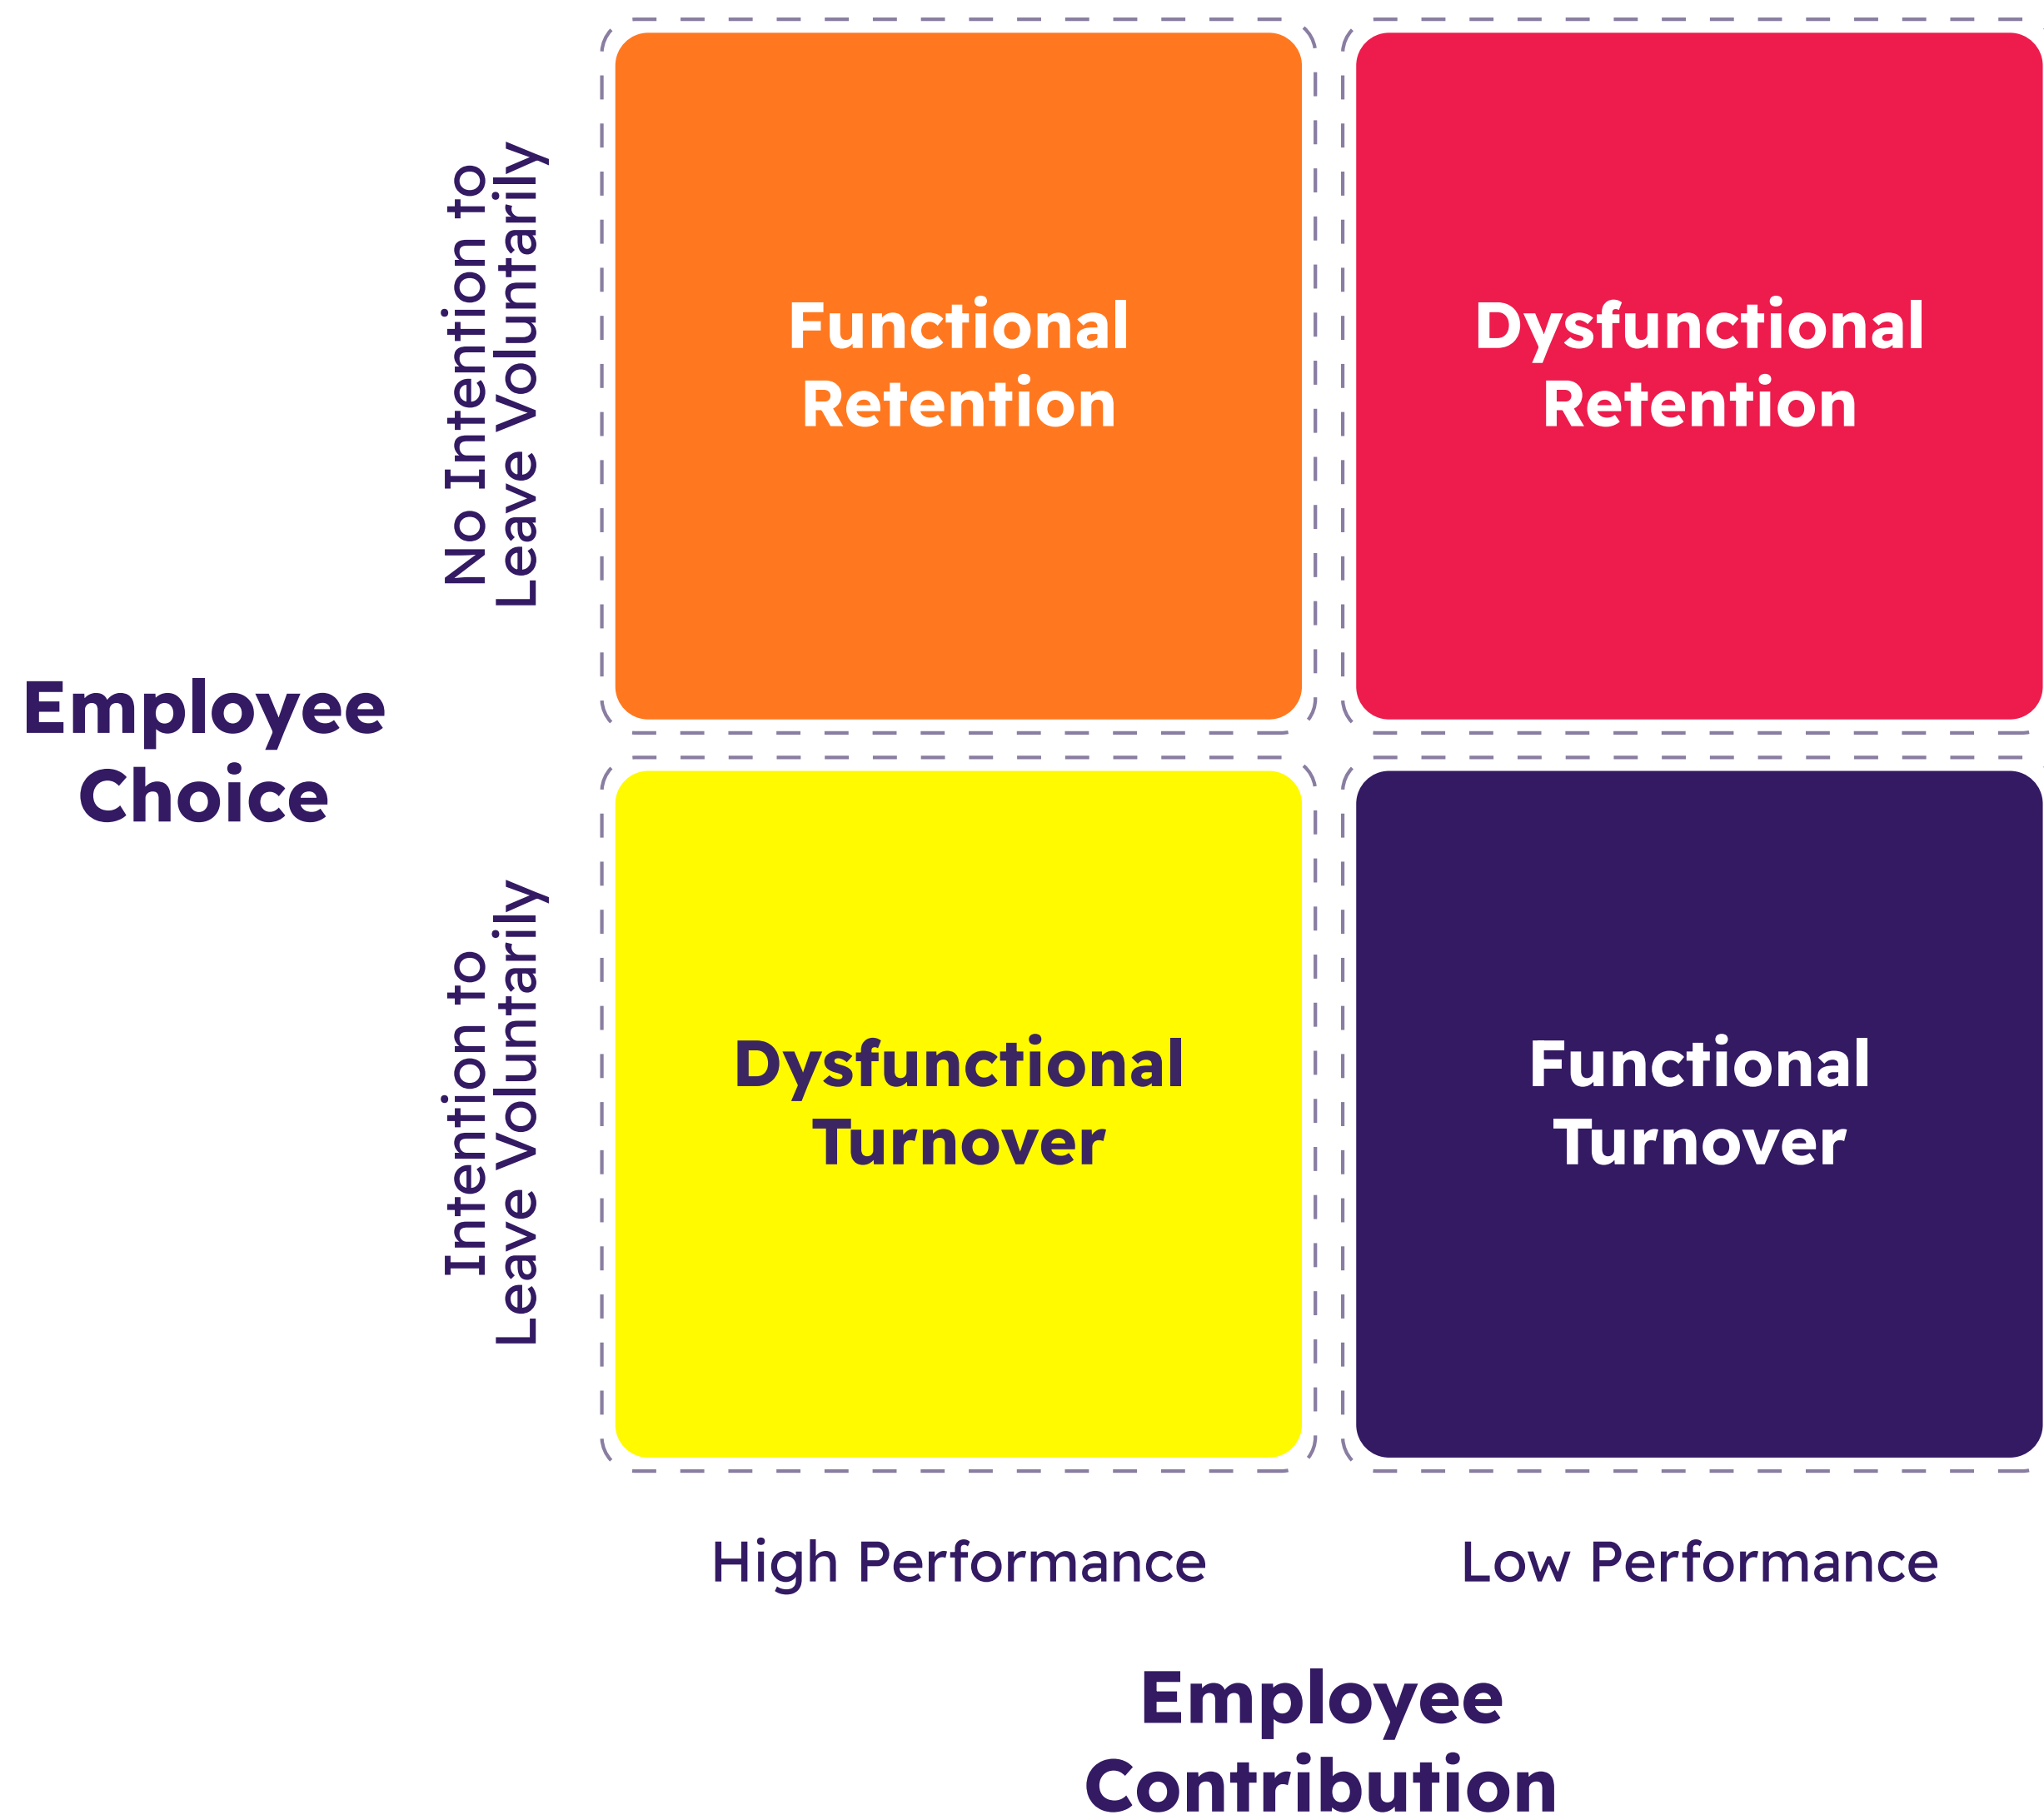 No Intention to
Leave Voluntarily
Functional
Retention
Dysfunctional
Retention
Employee
Choice
Intention to
Leave Voluntarily
Dysfunctional
Turnover
Functional
Turnover
High Performance
Low Performance
Employee
Contribution